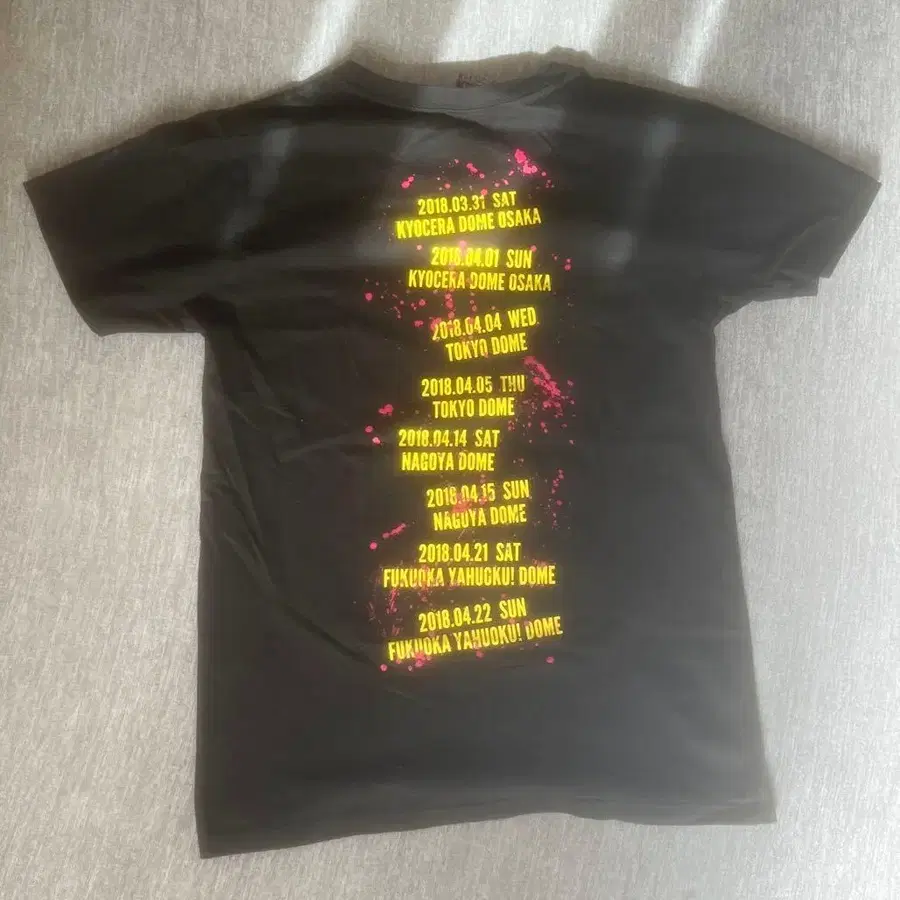 2018.03.31 SAT
KYOCERA DOME OSAKA
2018.04.01 SUN
KYOCERA DOME OSAKA
2018.04.04 WED
TOKYO DOME
2018.04.05 THU
TOKYO DOME
2018.04.14 SAT
NAGOYA DOME
2018.04.15 SUN
NAGOYA DOME
2018.04.21 SAT
FUKUOKA YAHUOKU! DOME
2018.04.22 SUN
FUKUOKA YAHUOKU! DOME